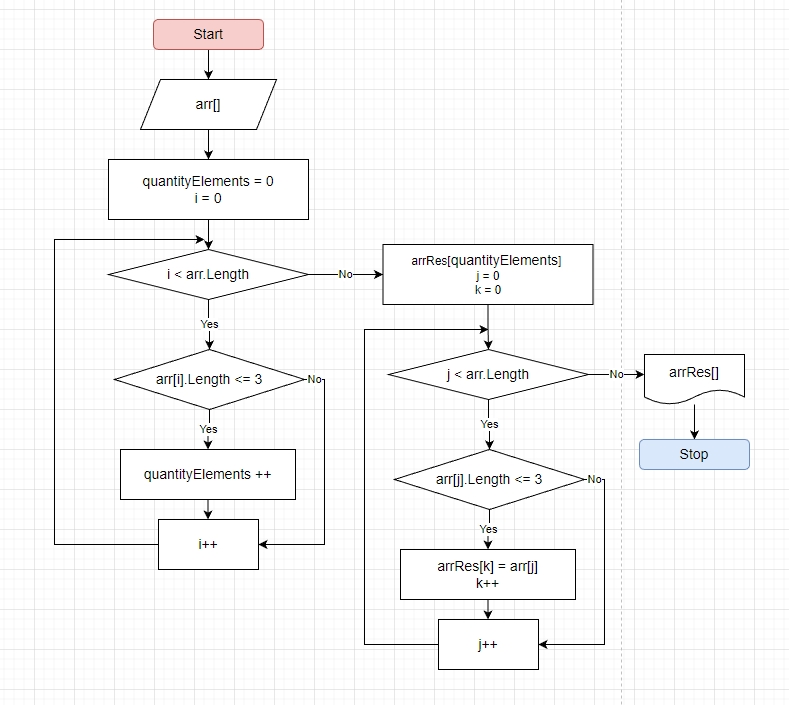 Start
arr[]
quantityElements = 0
i = 0
i < arr.Length
No
Yes
arr[i].Length <= 3
No
Yes
quantityElements ++
i++
arrRes[quantityElements]
j = 0
k = 0
j < arr.Length
No
Yes
arr[j].Length <= 3
No
Yes
arrRes[k] = arr[j]
k++
j++
arrRes[]
Stop